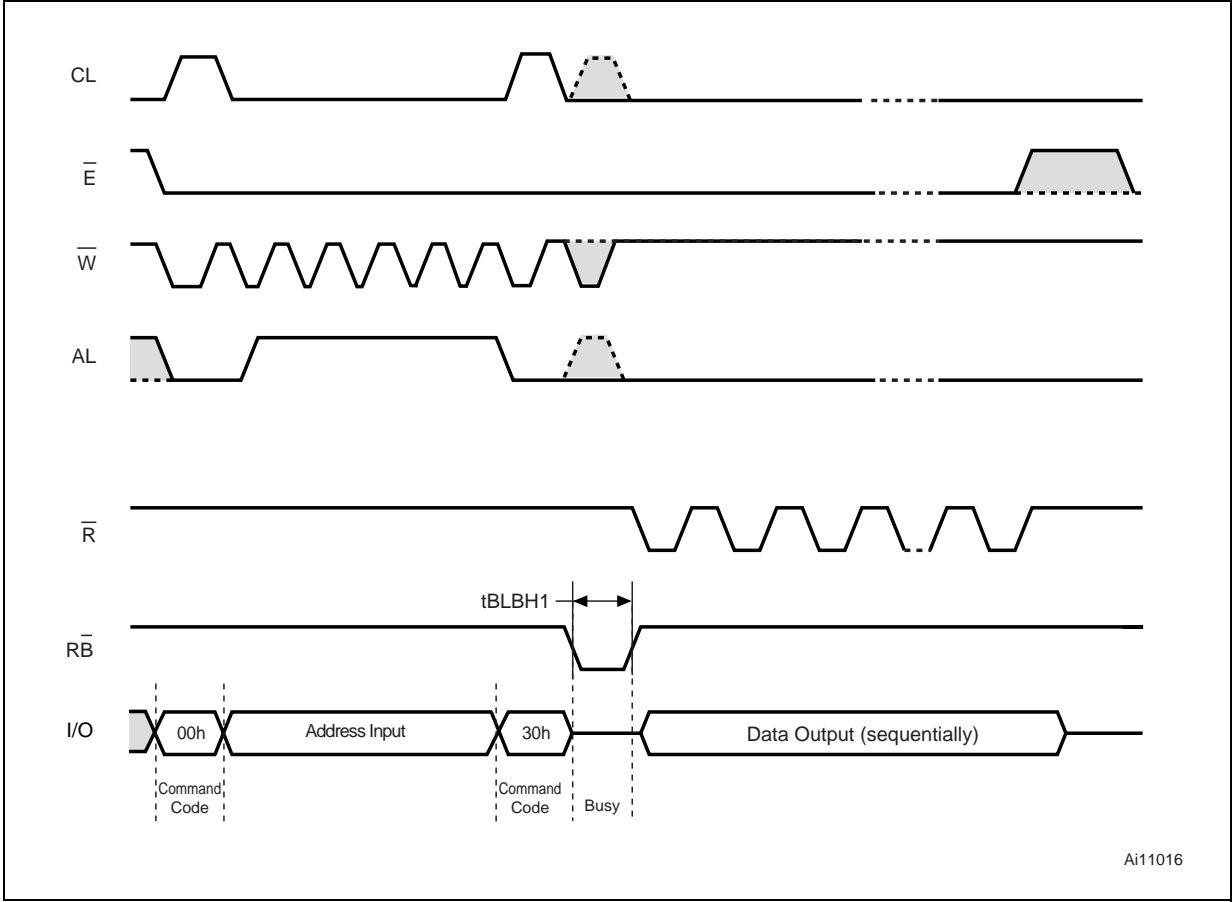 CL
E̅
W̅
AL
R̅
tBLBH1
RB̅
I/O
00h
Address Input
30h
Data Output (sequentially)
Command
Code
Command
Code
Busy
Ai11016